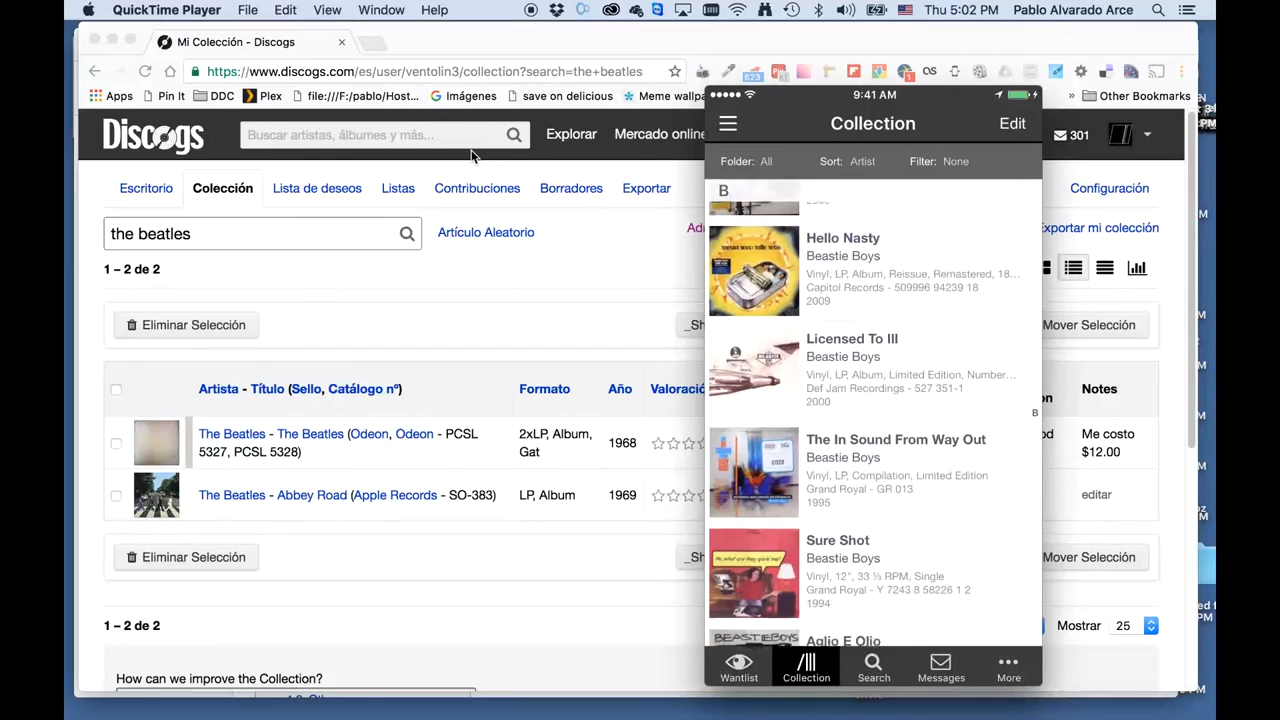 QuickTime Player File Edit View Window Help
Thu 5:02 PM Pablo Alvarado Arce
Mi Colección - Discogs
https://www.discogs.com/es/user/ventolin3/collection?search=the+beatles
623
OS
Apps Pin It DDC Plex file:///F:/pablo/Host... Imágenes save on delicious Meme wallpa
» Other Bookmarks
Discogs
Buscar artistas, álbumes y más...
Explorar
Mercado online
301
Escritorio Colección Lista de deseos Listas Contribuciones Borradores Exportar
Configuración
the beatles
Artículo Aleatorio
Exportar mi colección
1 – 2 de 2
Eliminar Selección
_Sh
Mover Selección
Artista - Título (Sello, Catálogo nº)
Formato
Año
Valoració
Notes
The Beatles - The Beatles (Odeon, Odeon - PCSL
5327, PCSL 5328)
2xLP, Album,
Gat
1968
Me costo
$12.00
The Beatles - Abbey Road (Apple Records - SO-383)
LP, Album
1969
editar
Eliminar Selección
_Sh
Mover Selección
1 – 2 de 2
Mostrar 25
How can we improve the Collection?
9:41 AM
Collection
Edit
Folder: All
Sort: Artist
Filter: None
B
Hello Nasty
Beastie Boys
Vinyl, LP, Album, Reissue, Remastered, 18...
Capitol Records - 509996 94239 18
2009
Licensed To Ill
Beastie Boys
Vinyl, LP, Album, Limited Edition, Number...
Def Jam Recordings - 527 351-1
2000
B
The In Sound From Way Out
Beastie Boys
Vinyl, LP, Compilation, Limited Edition
Grand Royal - GR 013
1995
Sure Shot
Beastie Boys
Vinyl, 12", 33 ⅓ RPM, Single
Grand Royal - Y 7243 8 58226 1 2
1994
BEASTIEBOYS
Aglio E Olio
Wantlist
Collection
Search
Messages
More